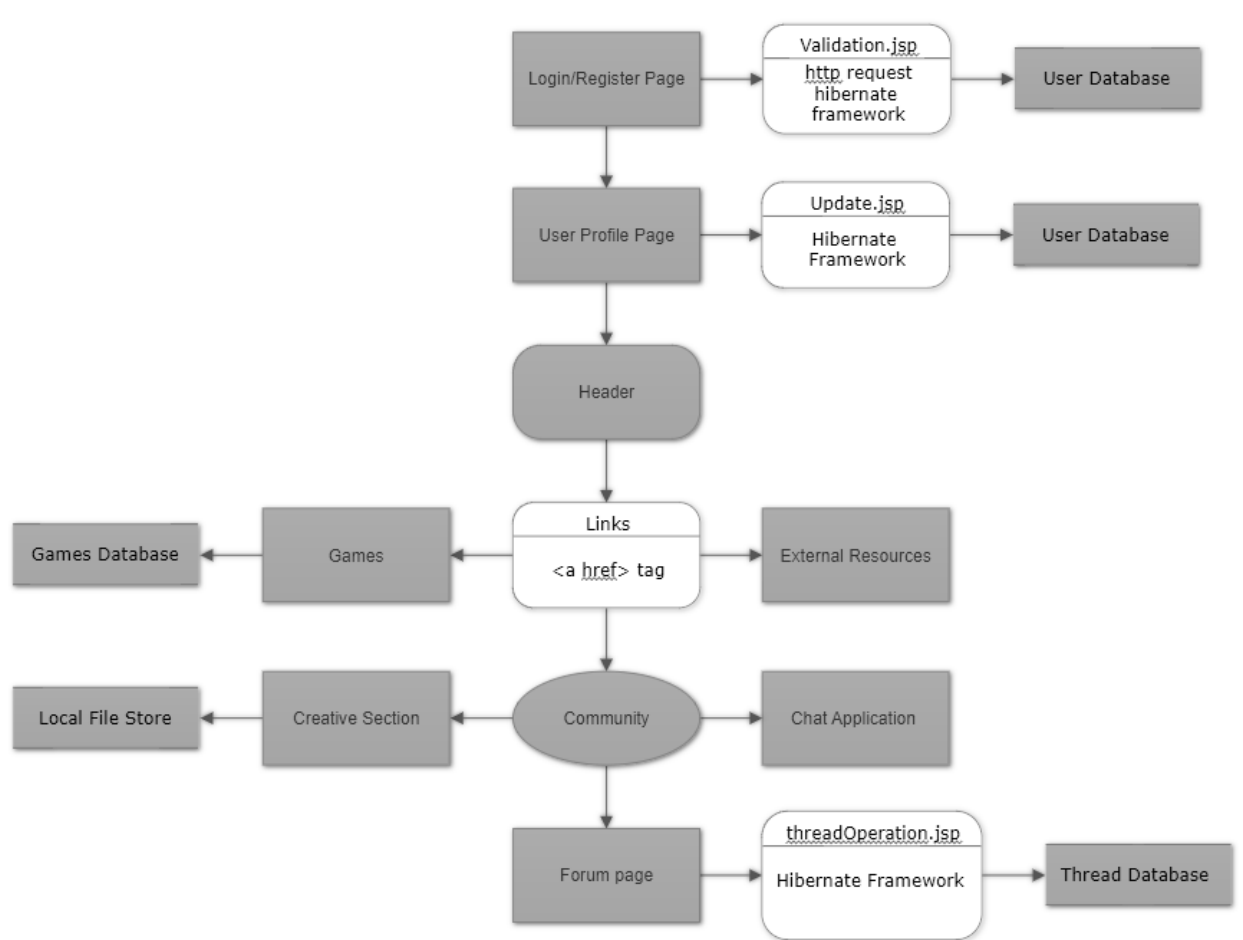 Login/Register Page
Validation.jsp
http request
hibernate
framework
User Database
User Profile Page
Update.jsp
Hibernate
Framework
User Database
Header
Games Database
Games
Links
<a href> tag
External Resources
Local File Store
Creative Section
Community
Chat Application
Forum page
threadOperation.jsp
Hibernate Framework
Thread Database